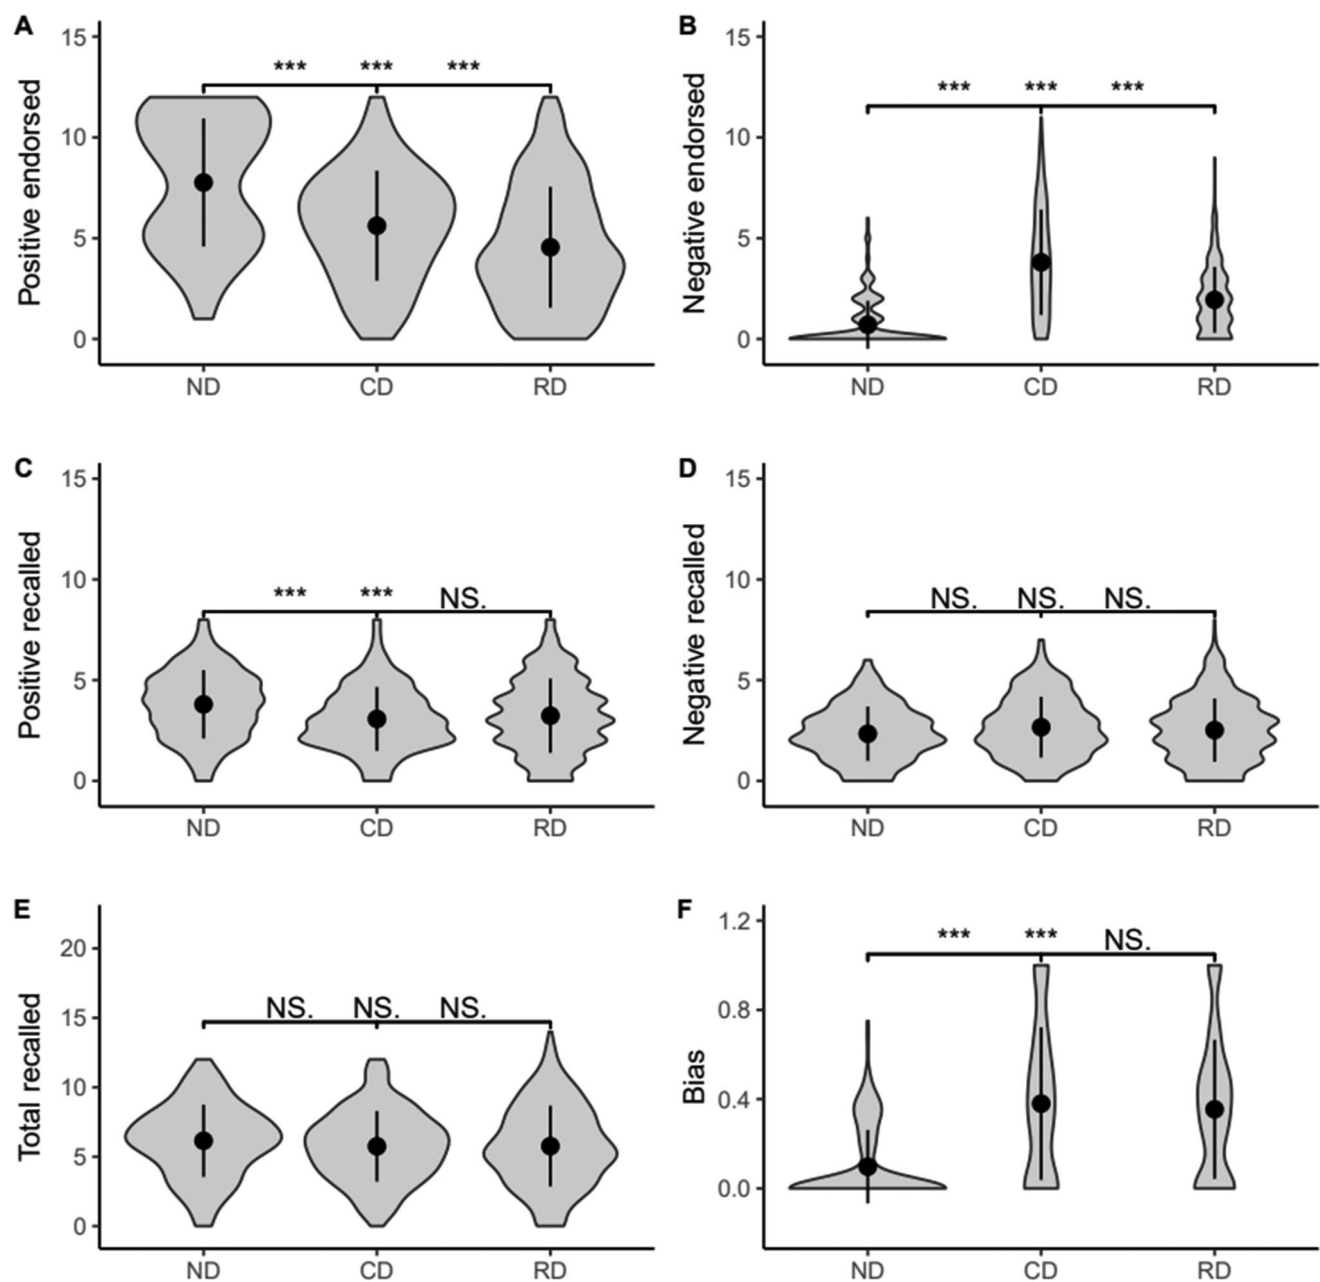 A
Positive endorsed
15
10
5
0
*** *** ***
ND CD RD
B
Negative endorsed
15
10
5
0
*** *** ***
ND CD RD
C
Positive recalled
15
10
5
0
*** *** NS.
ND CD RD
D
Negative recalled
15
10
5
0
NS. NS. NS.
ND CD RD
E
Total recalled
20
15
10
5
0
NS. NS. NS.
ND CD RD
F
Bias
1.2
0.8
0.4
0.0
*** *** NS.
ND CD RD